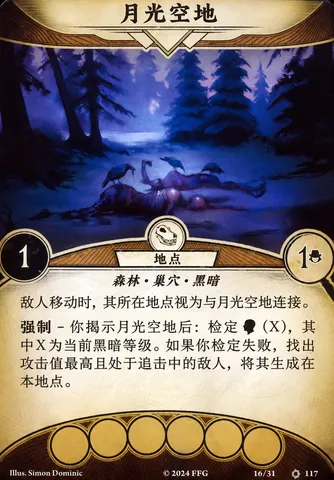 月光空地
1
地点
1
森林·巢穴·黑暗
敌人移动时，其所在地点视为与月光空地连接。
强制 – 你揭示月光空地后：检定 (X)，其
中X为当前黑暗等级。如果你检定失败，找出
攻击值最高且处于追击中的敌人，将其生成在
本地点。
Illus. Simon Dominic
© 2024 FFG
16/31
117